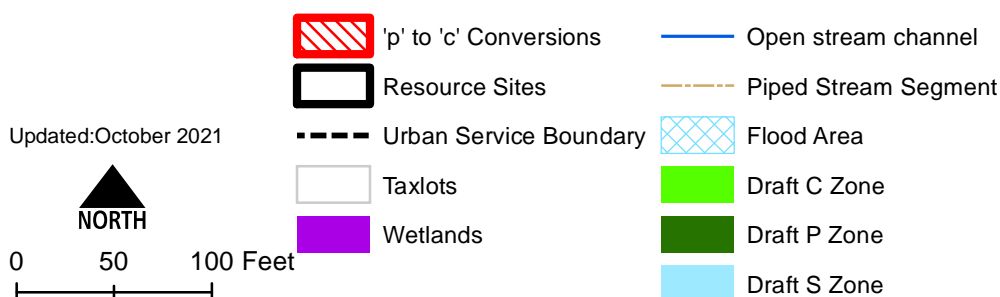 Updated:October 2021
NORTH
0 50 100 Feet
'p' to 'c' Conversions
Resource Sites
Urban Service Boundary
Taxlots
Wetlands
Open stream channel
Piped Stream Segment
Flood Area
Draft C Zone
Draft P Zone
Draft S Zone